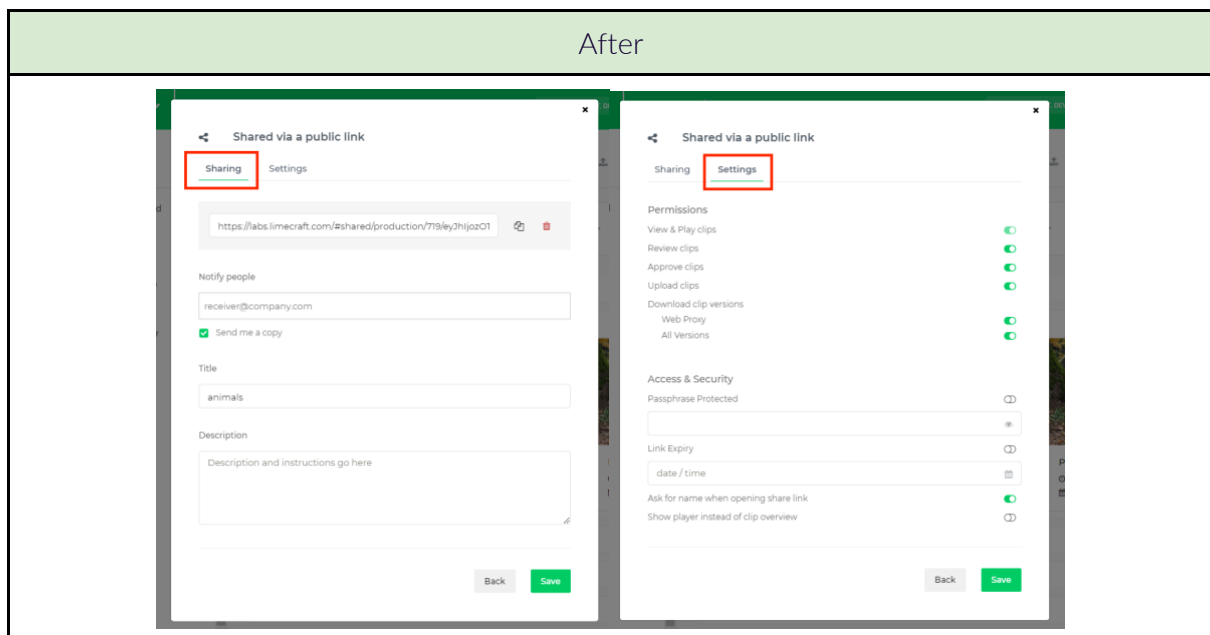 After
Shared via a public link
Sharing Settings
https://labs.limecraft.com/#shared/production/719/eyJhIjozO1
Notify people
receiver@company.com
Send me a copy
Title
animals
Description
Description and instructions go here
Back Save
Shared via a public link
Sharing Settings
Permissions
View & Play clips
Review clips
Approve clips
Upload clips
Download clip versions
Web Proxy
All Versions
Access & Security
Passphrase Protected
Link Expiry
date / time
Ask for name when opening share link
Show player instead of clip overview
Back Save